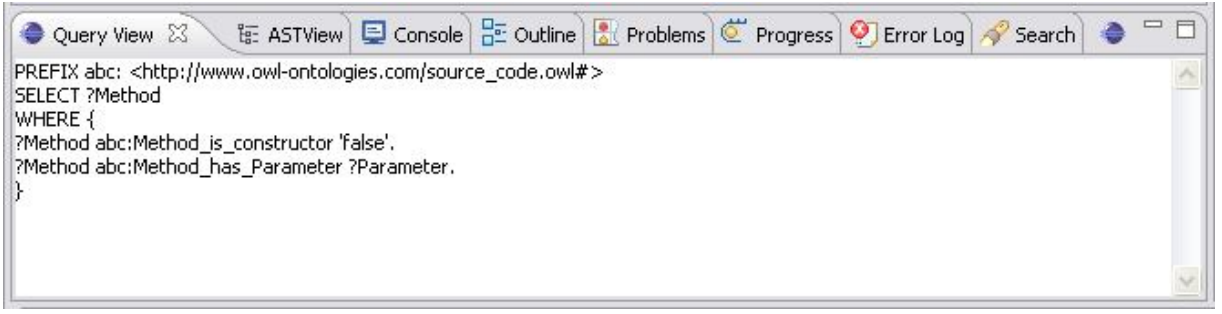 Query View ASTView Console Outline Problems Progress Error Log Search
PREFIX abc: <http://www.owl-ontologies.com/source_code.owl#>
SELECT ?Method
WHERE {
?Method abc:Method_is_constructor 'false'.
?Method abc:Method_has_Parameter ?Parameter.
}